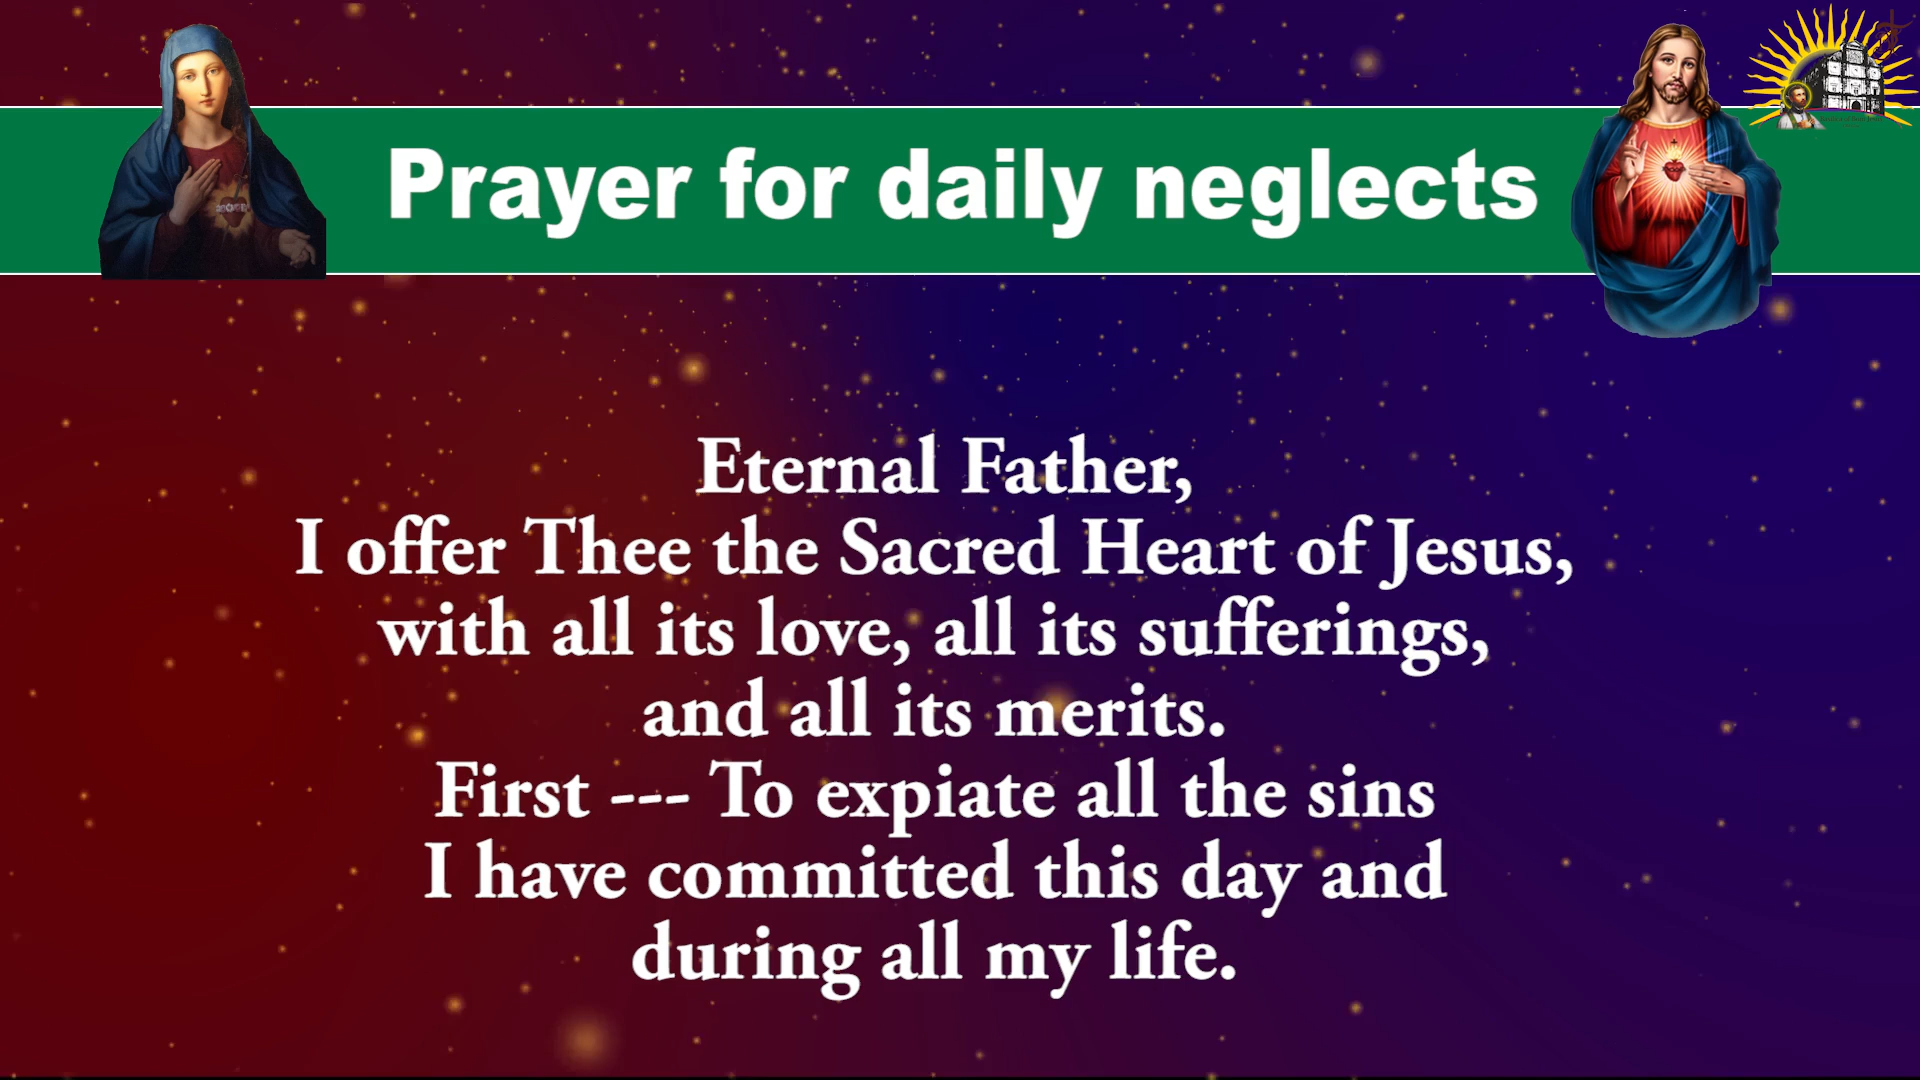 Prayer for daily neglects
Eternal Father,
I offer Thee the Sacred Heart of Jesus,
with all its love, all its sufferings,
and all its merits.
First --- To expiate all the sins
I have committed this day and
during all my life.